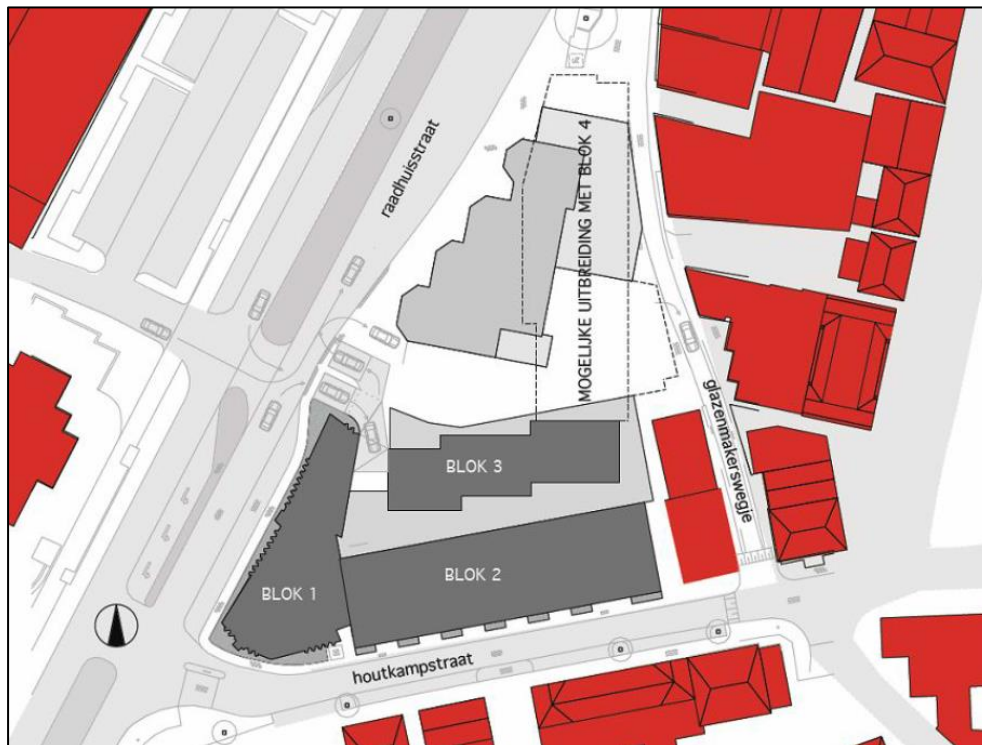 raadhuisstraat
MOGELIJKE UITBREIDING MET BLOK 4
glazenmakerswegje
BLOK 3
BLOK 2
BLOK 1
houtkampstraat